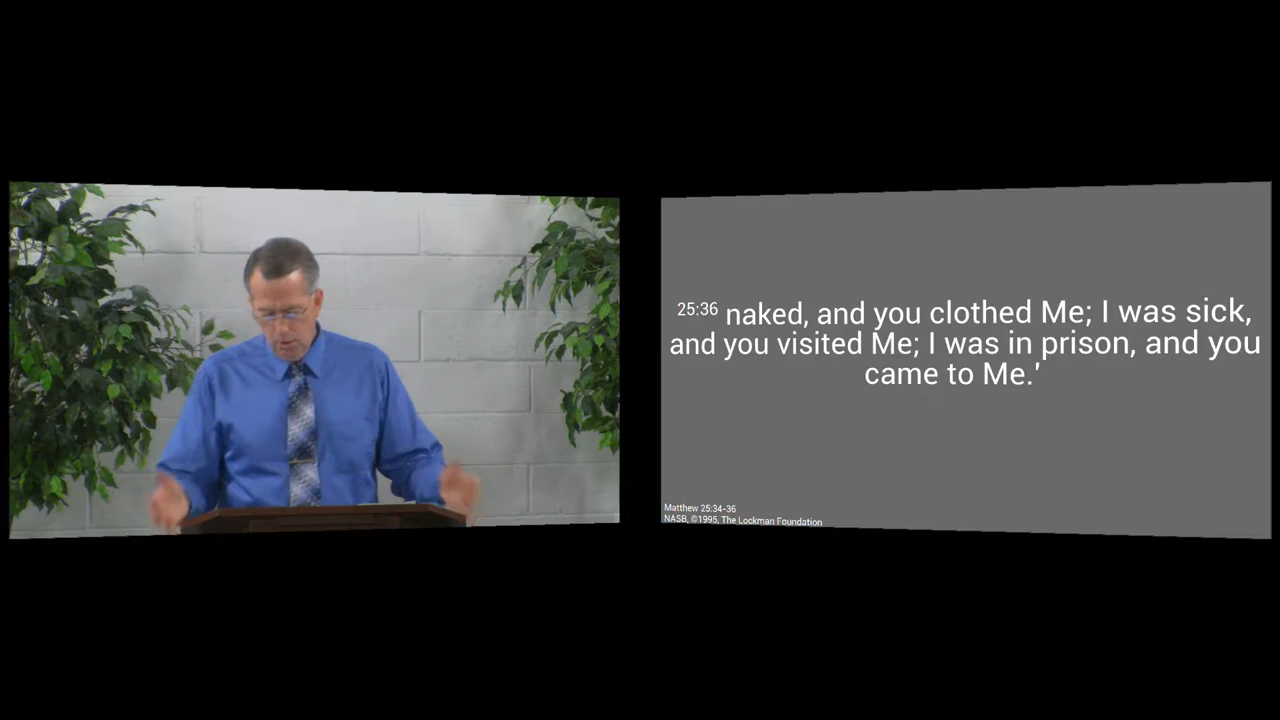 25:36 naked, and you clothed Me; I was sick,
and you visited Me; I was in prison, and you
came to Me.'
Matthew 25:34-36
NASB, ©1995, The Lockman Foundation